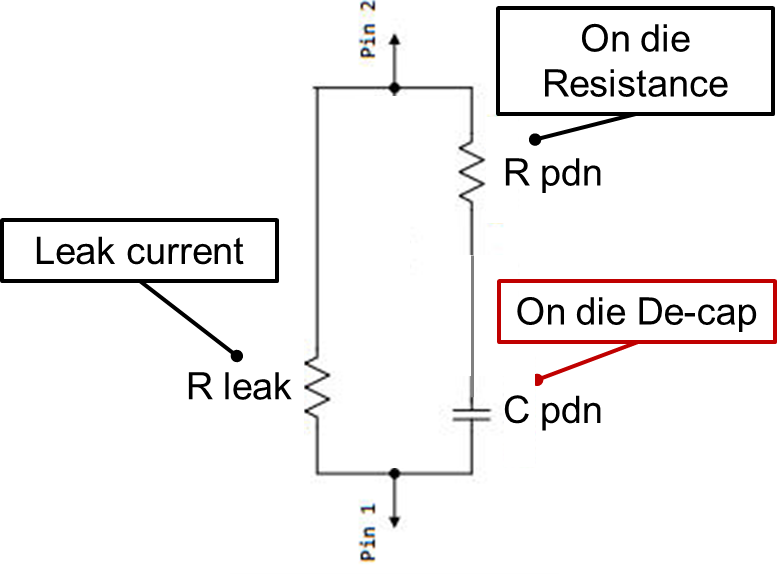 Pin 2
On die
Resistance
R pdn
Leak current
On die De-cap
R leak
C pdn
Pin 1